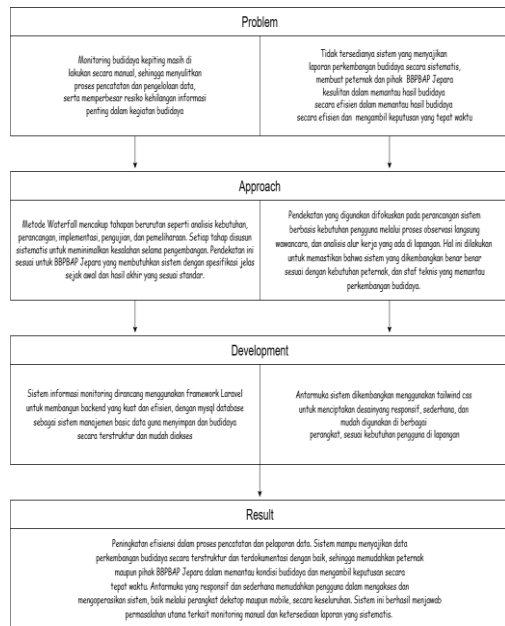 Problem
Monitoring budidaya kepiting masih di
lakukan secara manual, sehingga menyulitkan
proses pencatatan dan pengelolaan data,
serta memperbesar resiko kehilangan informasi
penting dalam kegiatan budidaya
Tidak tersedianya sistem yang menyajikan
laporan perkembangan budidaya secara sistematis,
membuat peternak dan pihak BBPBAP Jepara
kesulitan dalam memantau hasil budidaya
secara efisien dalam memantau hasil budidaya
secara efisien dan mengambil keputusan yang tepat waktu
Approach
Metode Waterfall mencakup tahapan berurutan seperti analisis kebutuhan,
perancangan, implementasi, pengujian, dan pemeliharaan. Setiap tahap disusun
sistematis untuk meminimalkan kesalahan selama pengembangan. Pendekatan ini
sesuai untuk BBPBAP Jepara yang membutuhkan sistem dengan spesifikasi jelas
sejak awal dan hasil akhir yang sesuai standar.
Pendekatan yang digunakan difokuskan pada perancangan sistem
berbasis kebutuhan pengguna melalui proses observasi langsung
wawancara, dan analisis alur kerja yang ada di lapangan. Hal ini dilakukan
untuk memastikan bahwa sistem yang dikembangkan benar benar
sesuai dengan kebutuhan peternak, dan staf teknis yang memantau
perkembangan budidaya.
Development
Sistem informasi monitoring dirancang menggunakan framework Laravel
untuk membangun backend yang kuat dan efisien, dengan mysql database
sebagai sistem manajemen basic data guna menyimpan dan budidaya
secara terstruktur dan mudah diakses
Antarmuka sistem dikembangkan menggunakan tailwind css
untuk menciptakan desainyang responsif, sederhana, dan
mudah digunakan di berbagai
perangkat, sesuai kebutuhan pengguna di lapangan
Result
Peningkatan efisiensi dalam proses pencatatan dan pelaporan data. Sistem mampu menyajikan data
perkembangan budidaya secara terstruktur dan terdokumentasi dengan baik, sehingga memudahkan peternak
maupun pihak BBPBAP Jepara dalam memantau kondisi budidaya dan mengambil keputusan secara
tepat waktu. Antarmuka yang responsif dan sederhana memudahkan pengguna dalam mengakses dan
mengoperasikan sistem, baik melalui perangkat dekstop maupun mobile, secara keseluruhan. Sistem ini berhasil menjawab
permasalahan utama terkait monitoring manual dan ketersediaan laporan yang sistematis.